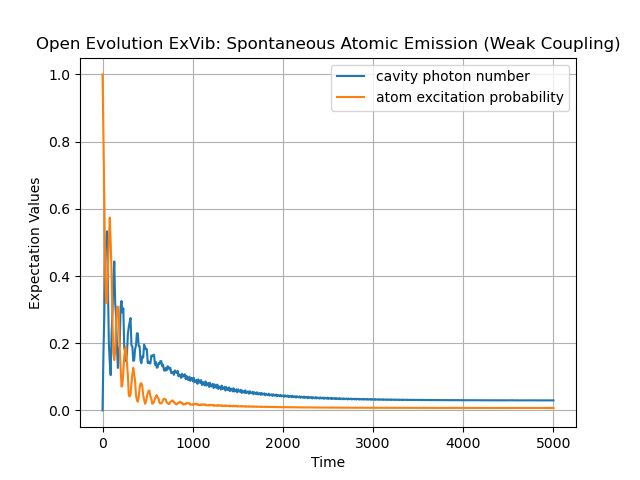 Open Evolution ExVib: Spontaneous Atomic Emission (Weak Coupling)
cavity photon number
atom excitation probability
Expectation Values
1.0
0.8
0.6
0.4
0.2
0.0
0 1000 2000 3000 4000 5000
Time